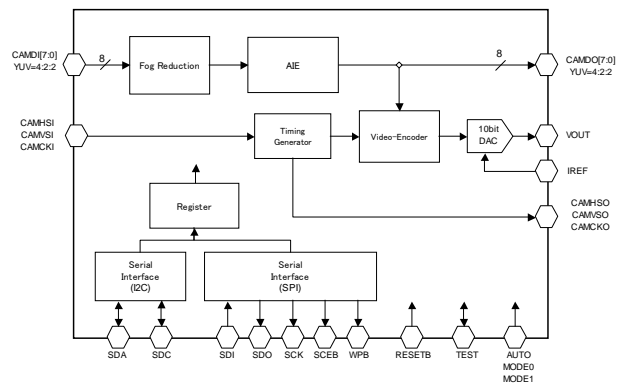 CAMDI[7:0]
YUV=4:2:2
8
Fog Reduction
AIE
8
CAMDO[7:0]
YUV=4:2:2
CAMHSI
CAMVSI
CAMCKI
Timing
Generator
Video-Encoder
10bit
DAC
VOUT
IREF
CAMHSO
CAMVSO
CAMCKO
Register
Serial
Interface
(I2C)
Serial
Interface
(SPI)
SDA
SDC
SDI
SDO
SCK
SCEB
WPB
RESETB
TEST
AUTO
MODE0
MODE1